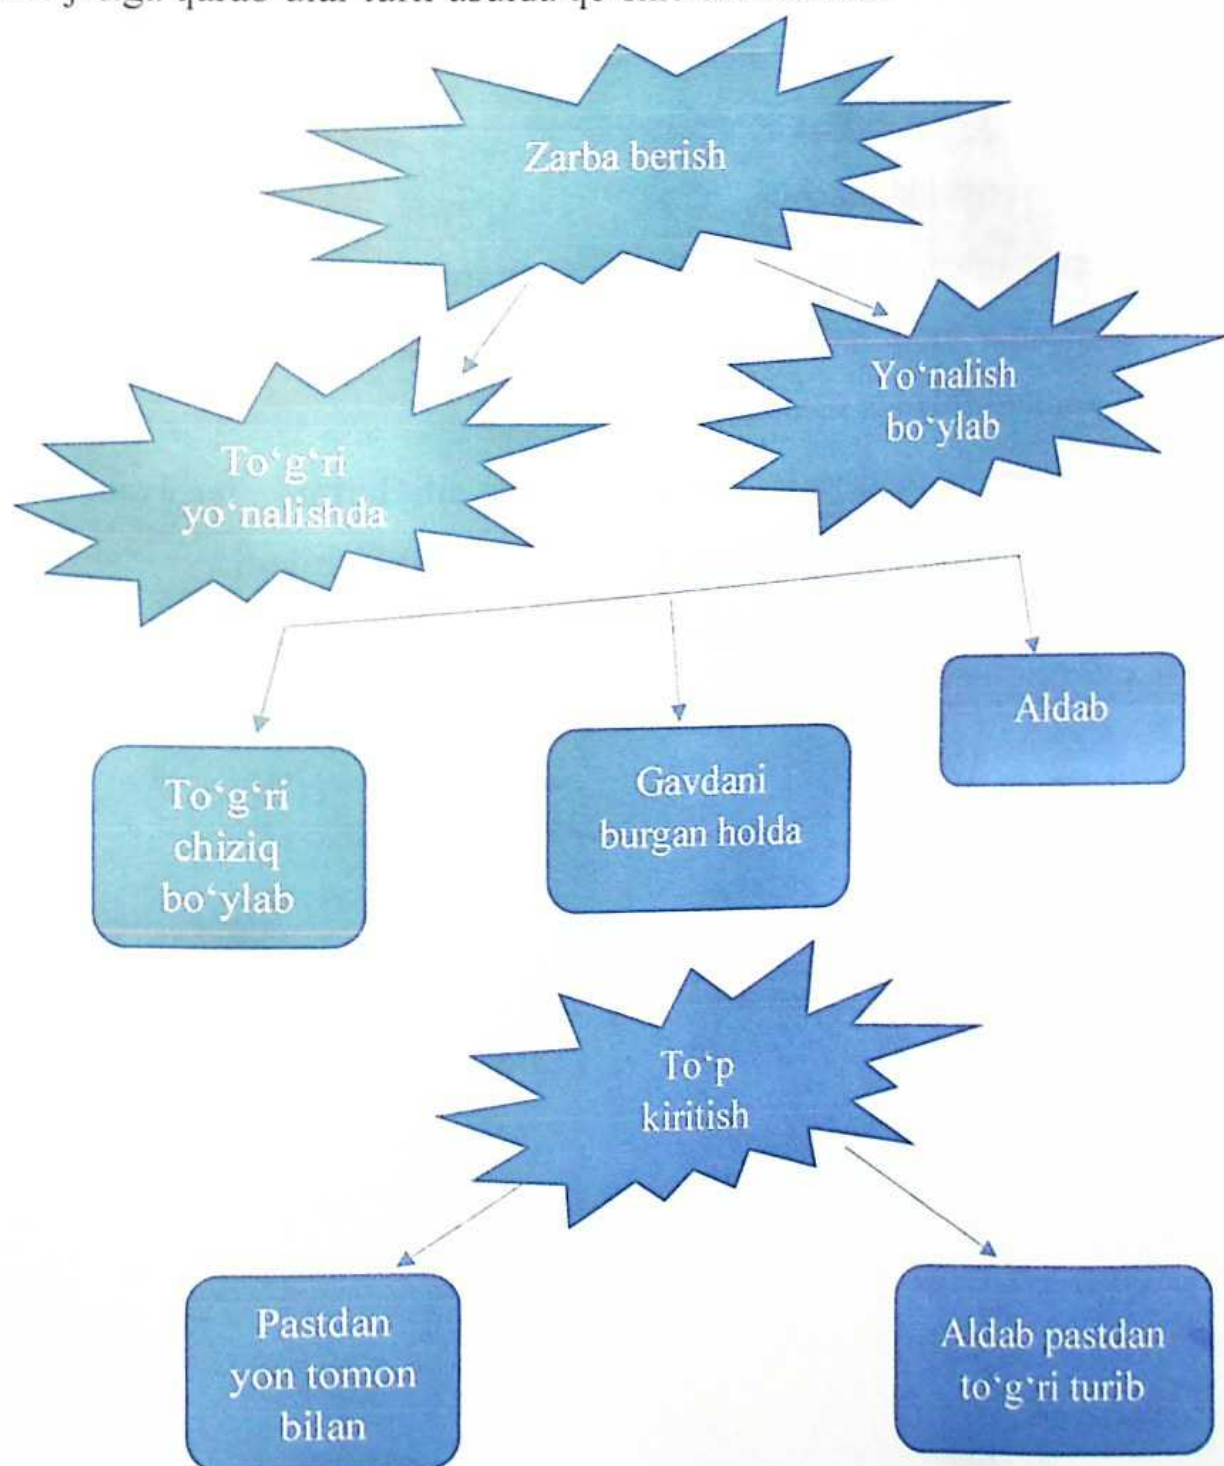 Zarba berish
Yo‘nalish
bo‘ylab
To‘g‘ri
yo‘nalishda
Aldab
To‘g‘ri
chiziq
bo‘ylab
Gavdani
burgan holda
To‘p
kiritish
Pastdan
yon tomon
bilan
Aldab pastdan
to‘g‘ri turib